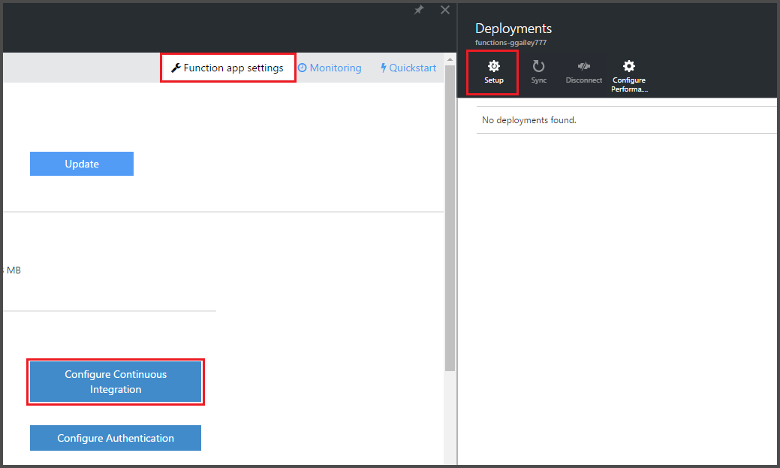 Function app settings
Monitoring
Quickstart
Update
MB
Configure Continuous
Integration
Configure Authentication
Deployments
functions-ggailey777
Setup
Sync
Disconnect
Configure
Performa...
No deployments found.